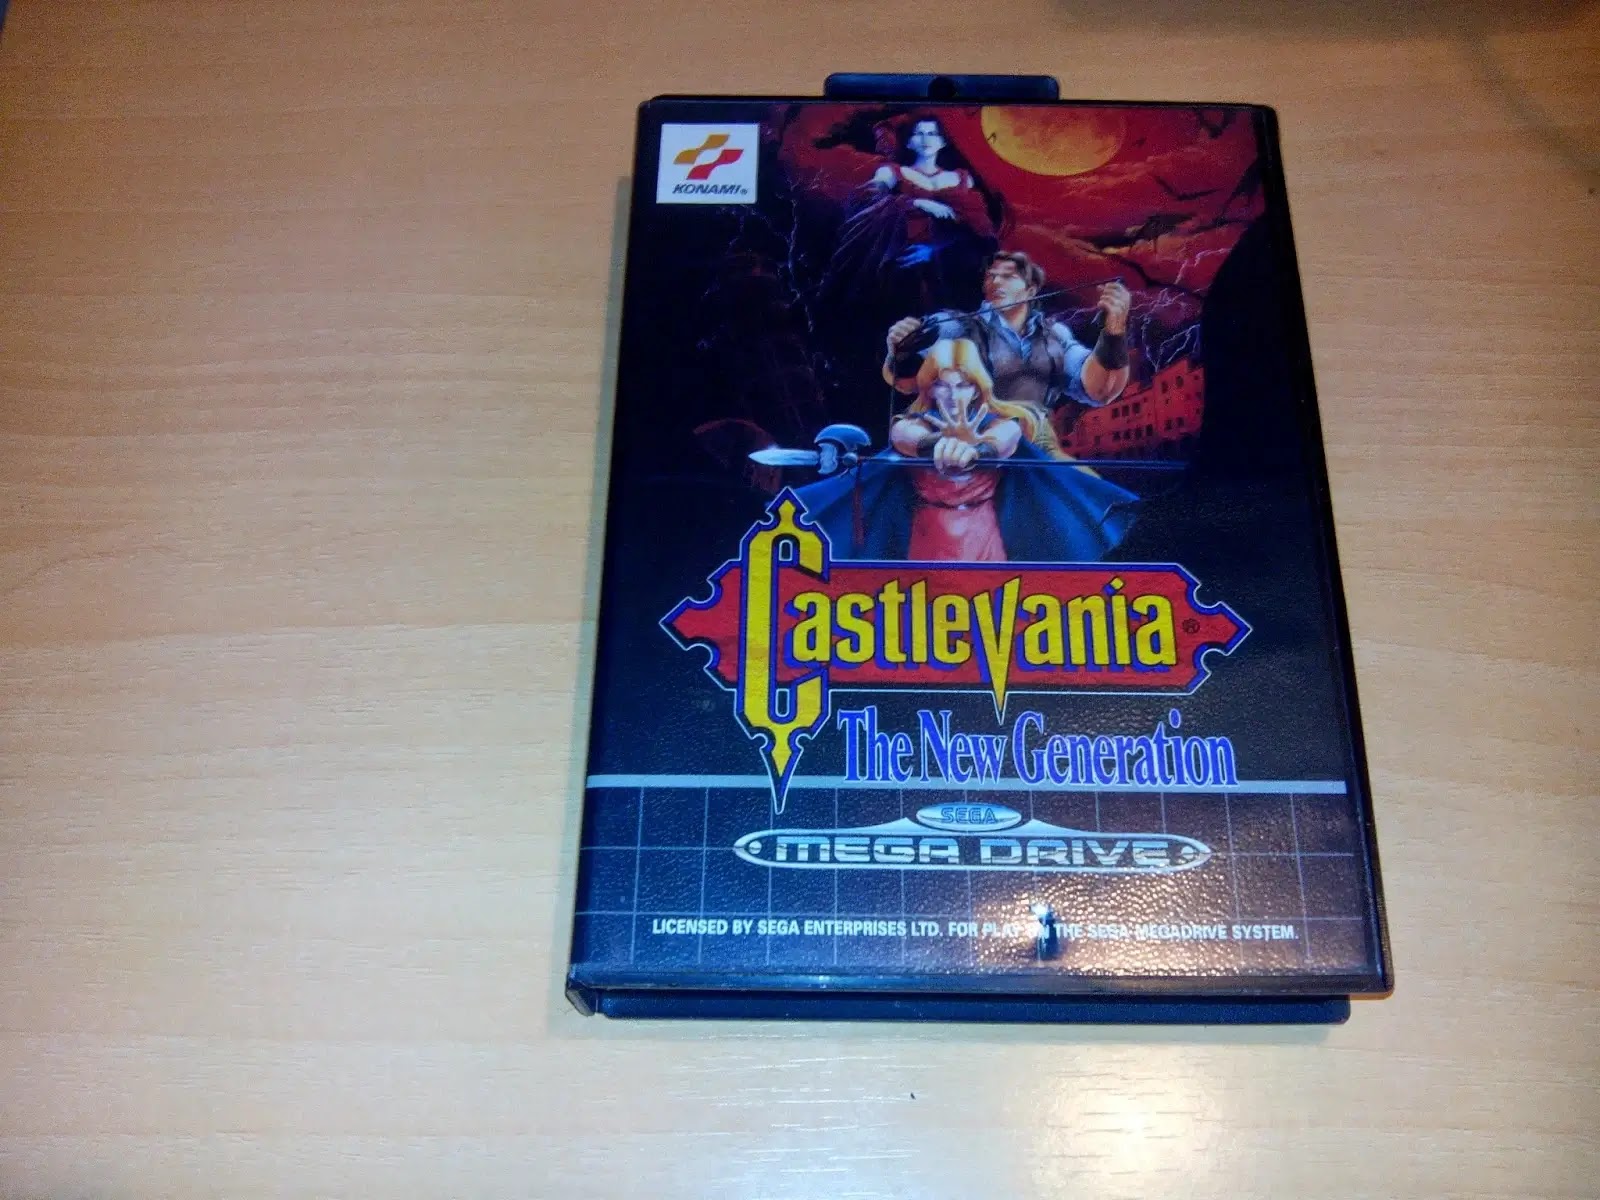 KONAMI®
Castlevania®
The New Generation
SEGA
MEGA DRIVE
LICENSED BY SEGA ENTERPRISES LTD. FOR PLAY ON THE SEGA MEGADRIVE SYSTEM.